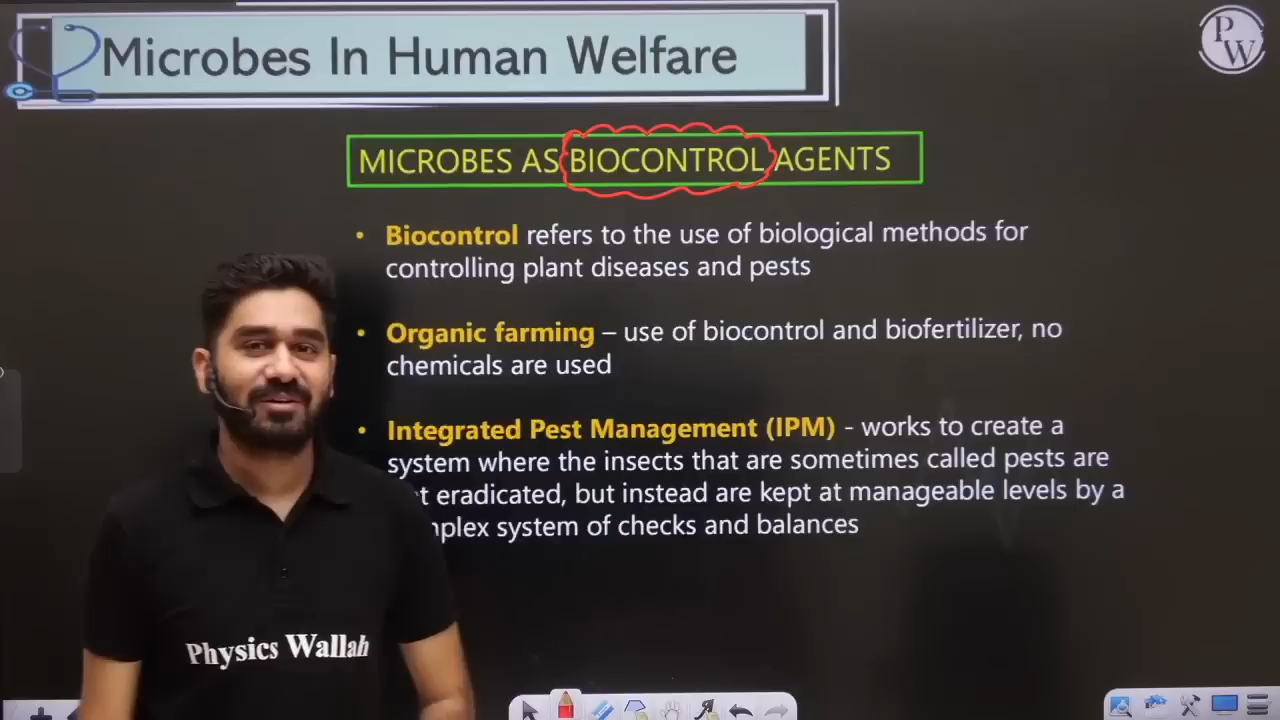 Microbes In Human Welfare
P
W
MICROBES AS BIOCONTROL AGENTS
• Biocontrol refers to the use of biological methods for
controlling plant diseases and pests
• Organic farming – use of biocontrol and biofertilizer, no
chemicals are used
• Integrated Pest Management (IPM) - works to create a
system where the insects that are sometimes called pests are
eradicated, but instead are kept at manageable levels by a
system of checks and balances
Physics Wallah